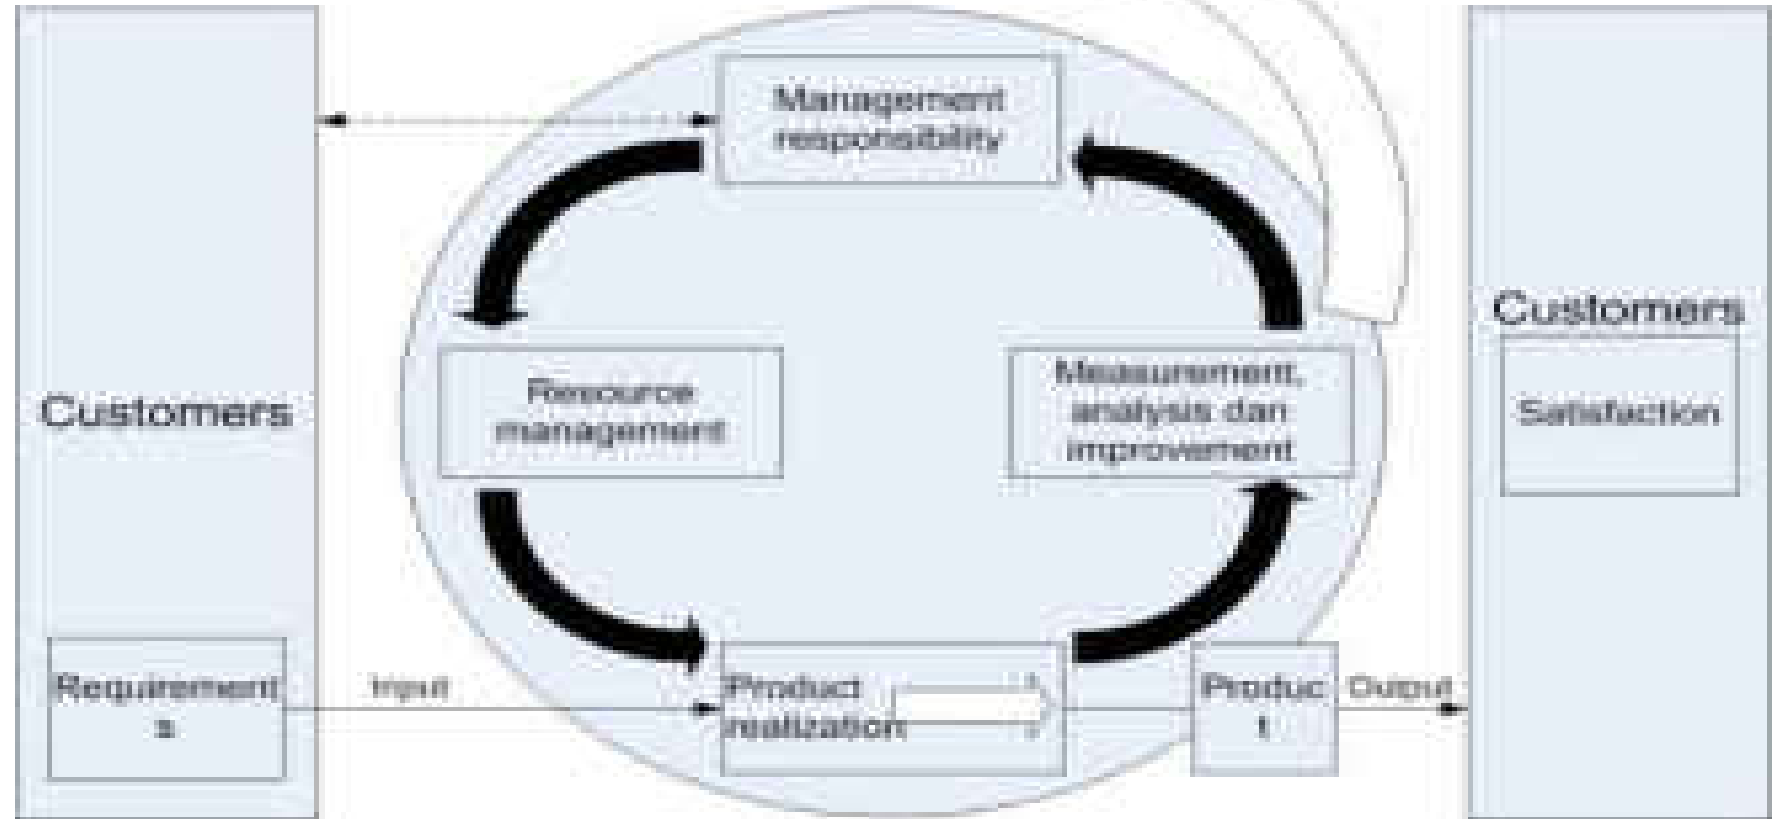 Management
responsibility
Customers
Resource
management
Measurement,
analysis dan
improvement
Customers
Satisfaction
Requirement
s
Input
Product
realization
Produc
t
Output